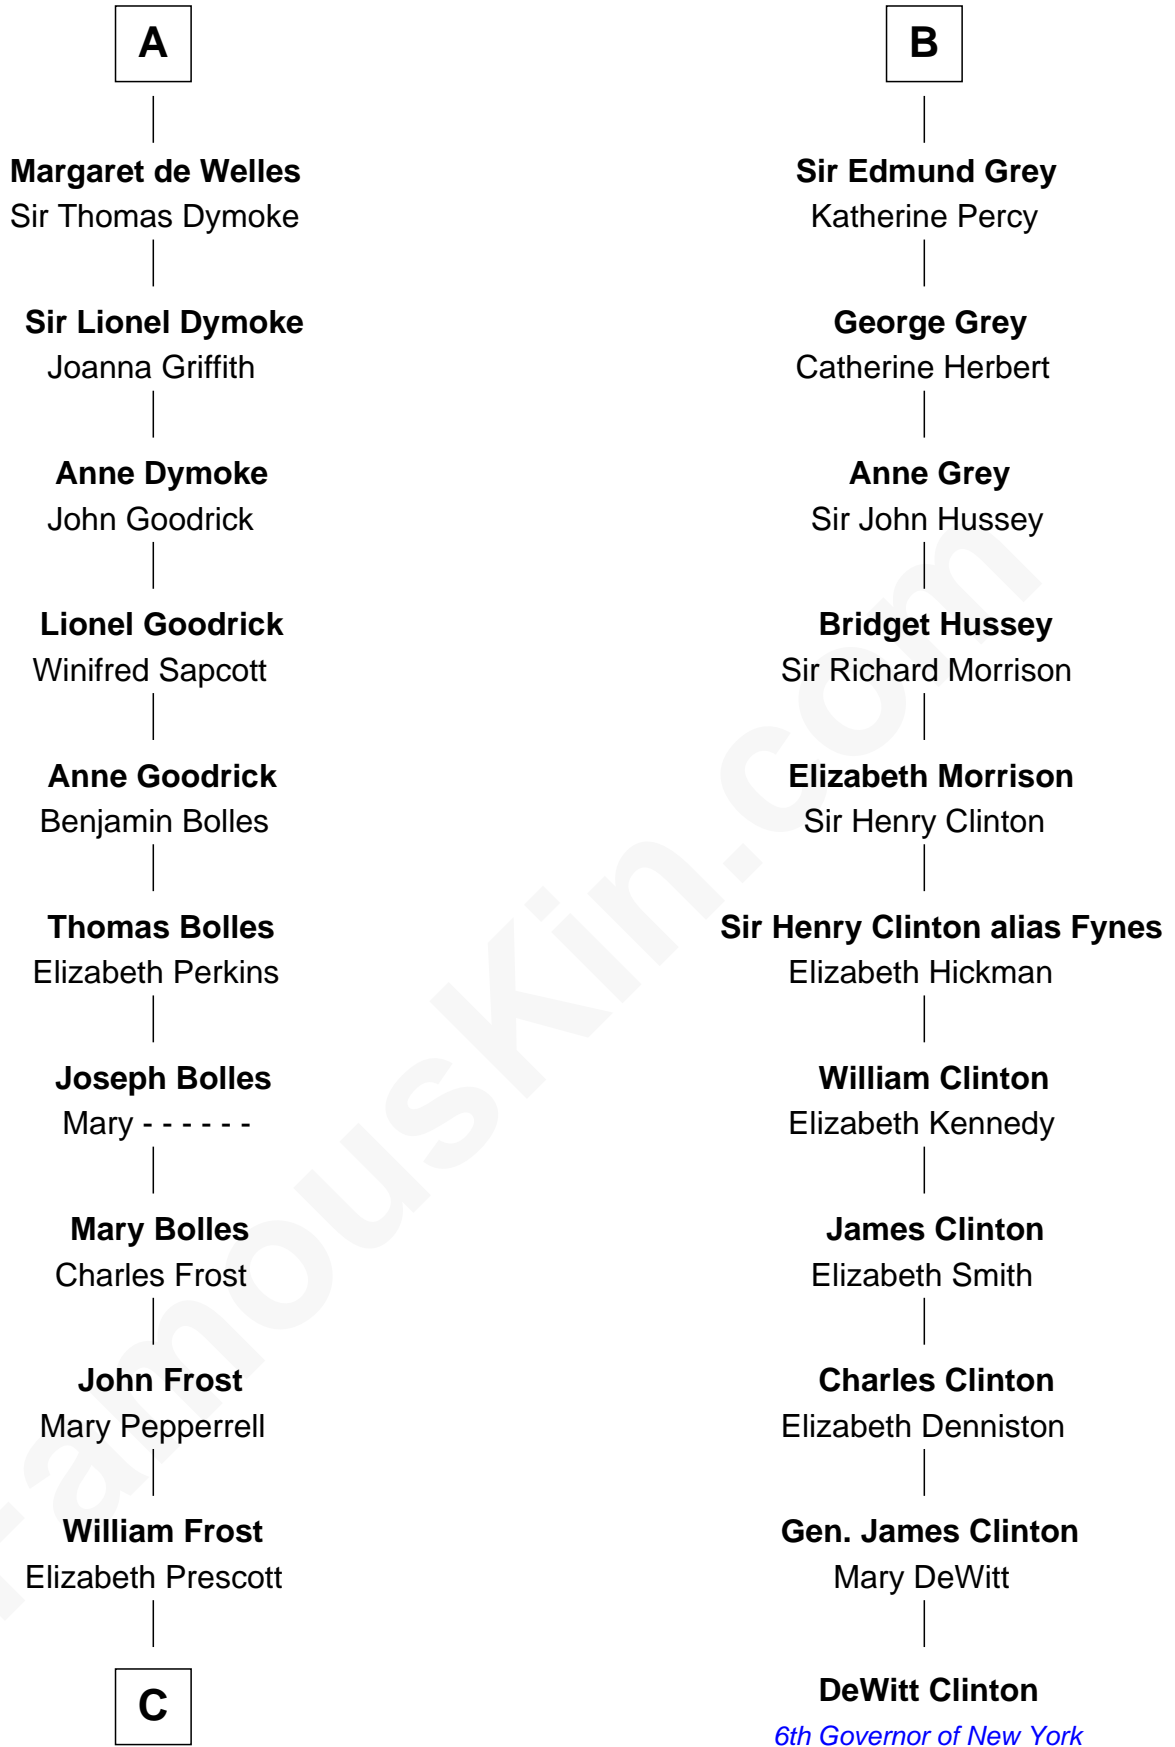 A
Margaret de Welles
Sir Thomas Dymoke
Sir Lionel Dymoke
Joanna Griffith
Anne Dymoke
John Goodrick
Lionel Goodrick
Winifred Sapcott
Anne Goodrick
Benjamin Bolles
Thomas Bolles
Elizabeth Perkins
Joseph Bolles
Mary - - - - - -
Mary Bolles
Charles Frost
John Frost
Mary Pepperrell
William Frost
Elizabeth Prescott
C
B
Sir Edmund Grey
Katherine Percy
George Grey
Catherine Herbert
Anne Grey
Sir John Hussey
Bridget Hussey
Sir Richard Morrison
Elizabeth Morrison
Sir Henry Clinton
Sir Henry Clinton alias Fynes
Elizabeth Hickman
William Clinton
Elizabeth Kennedy
James Clinton
Elizabeth Smith
Charles Clinton
Elizabeth Denniston
Gen. James Clinton
Mary DeWitt
DeWitt Clinton
6th Governor of New York
FamousKin.com